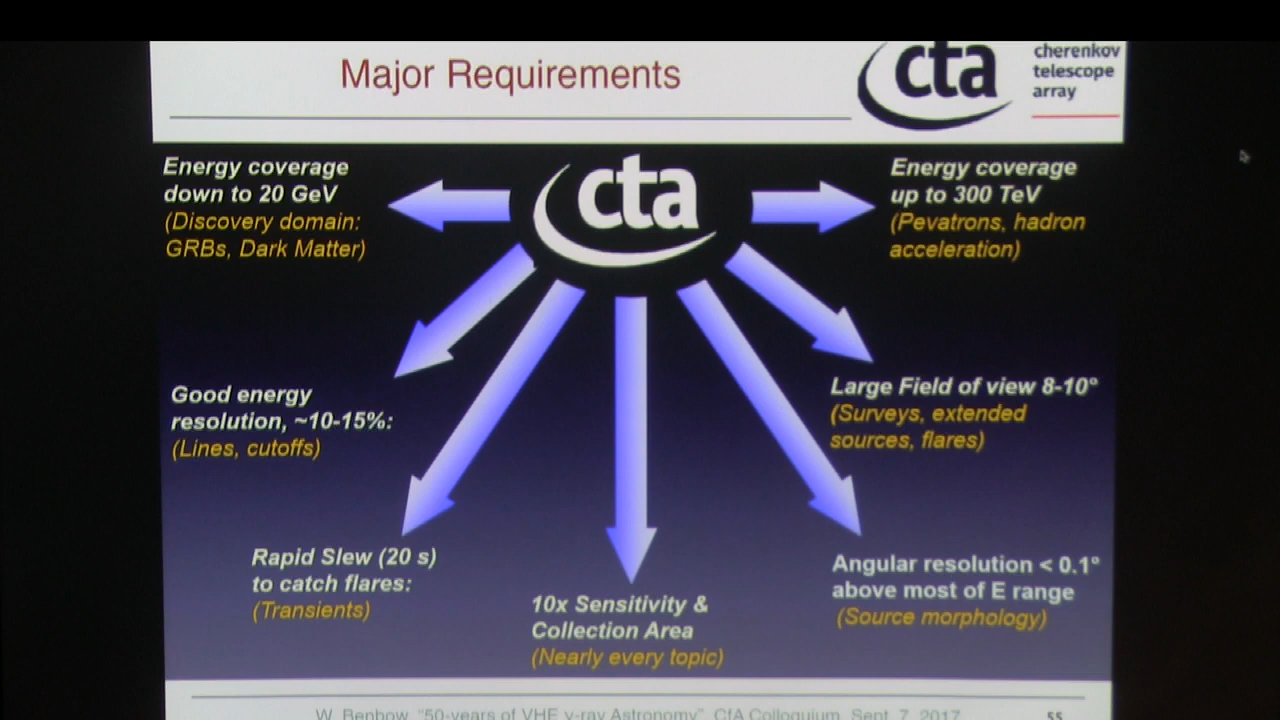 Major Requirements
cta
cherenkov
telescope
array
Energy coverage
down to 20 GeV
(Discovery domain:
GRBs, Dark Matter)
cta
Energy coverage
up to 300 TeV
(Pevatrons, hadron
acceleration)
Good energy
resolution, ~10-15%:
(Lines, cutoffs)
Large Field of view 8-10°
(Surveys, extended
sources, flares)
Rapid Slew (20 s)
to catch flares:
(Transients)
10x Sensitivity &
Collection Area
(Nearly every topic)
Angular resolution < 0.1°
above most of E range
(Source morphology)
W. Benbow, "50-years of VHE γ-ray Astronomy", CfA Colloquium, Sept. 7, 2017
55